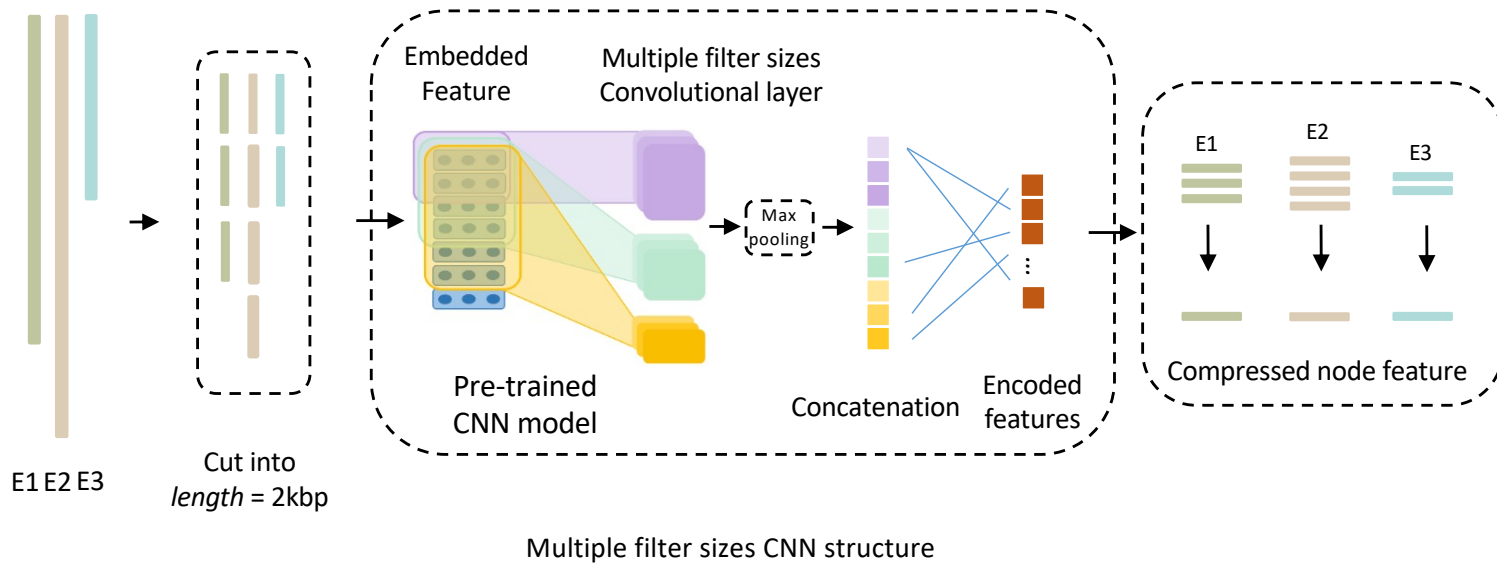 E1 E2 E3
Cut into
length = 2kbp
Embedded
Feature
Multiple filter sizes
Convolutional layer
Pre-trained
CNN model
Max
pooling
Concatenation
...
Encoded
features
E1
E2
E3
Compressed node feature
Multiple filter sizes CNN structure